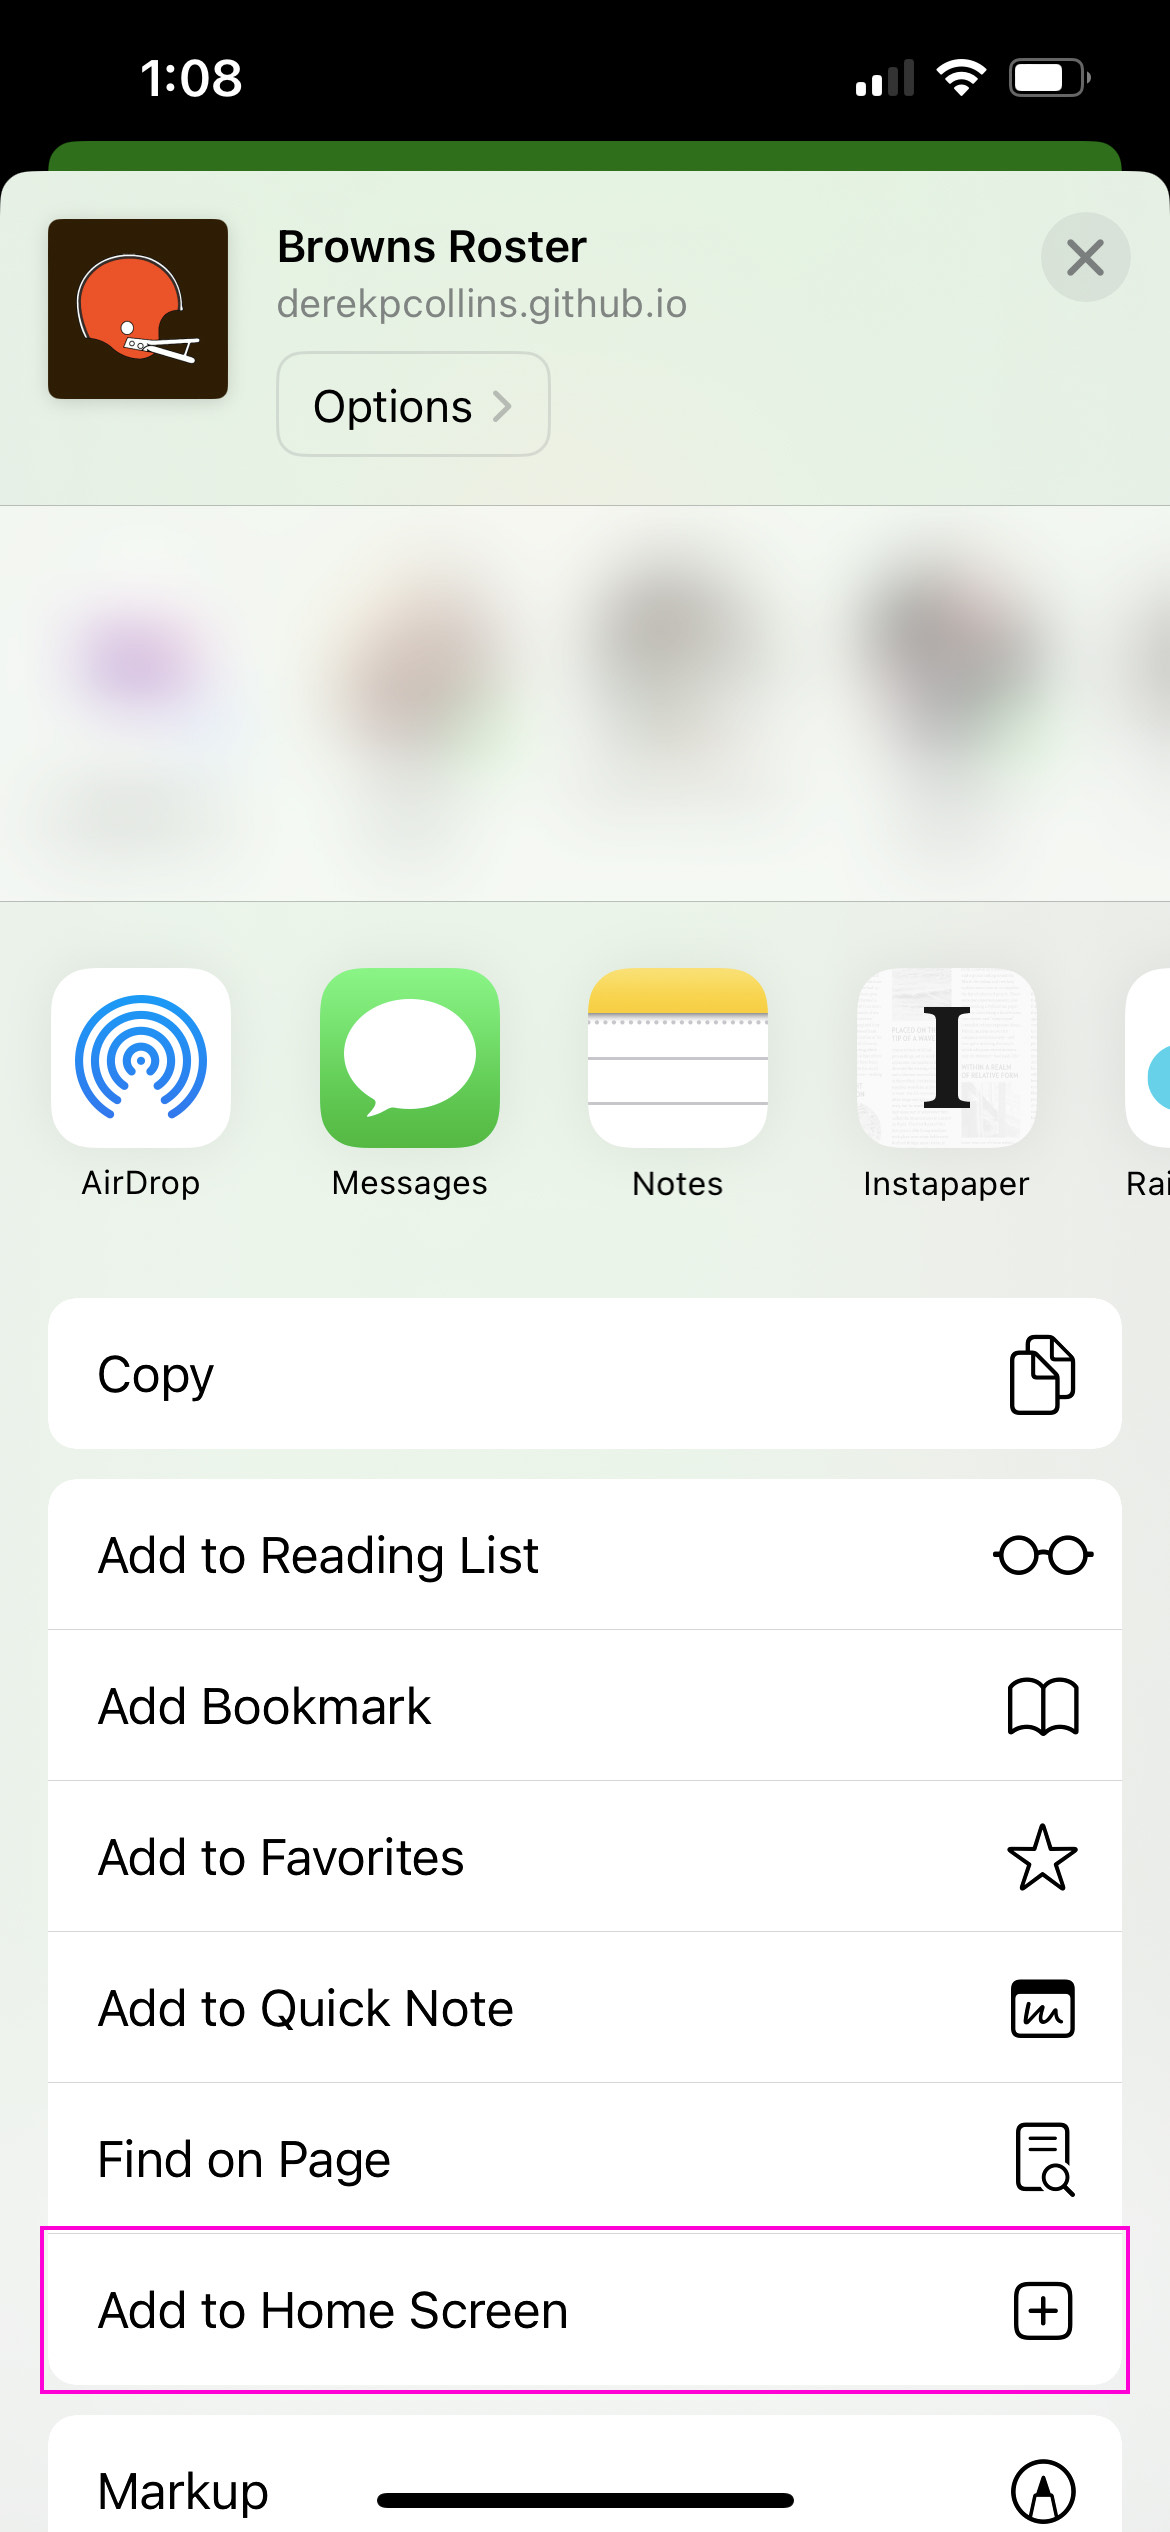 1:08
Browns Roster
derekpcollins.github.io
Options
AirDrop
Messages
Notes
Instapaper
Rai
Copy
Add to Reading List
Add Bookmark
Add to Favorites
Add to Quick Note
Find on Page
Add to Home Screen
Markup